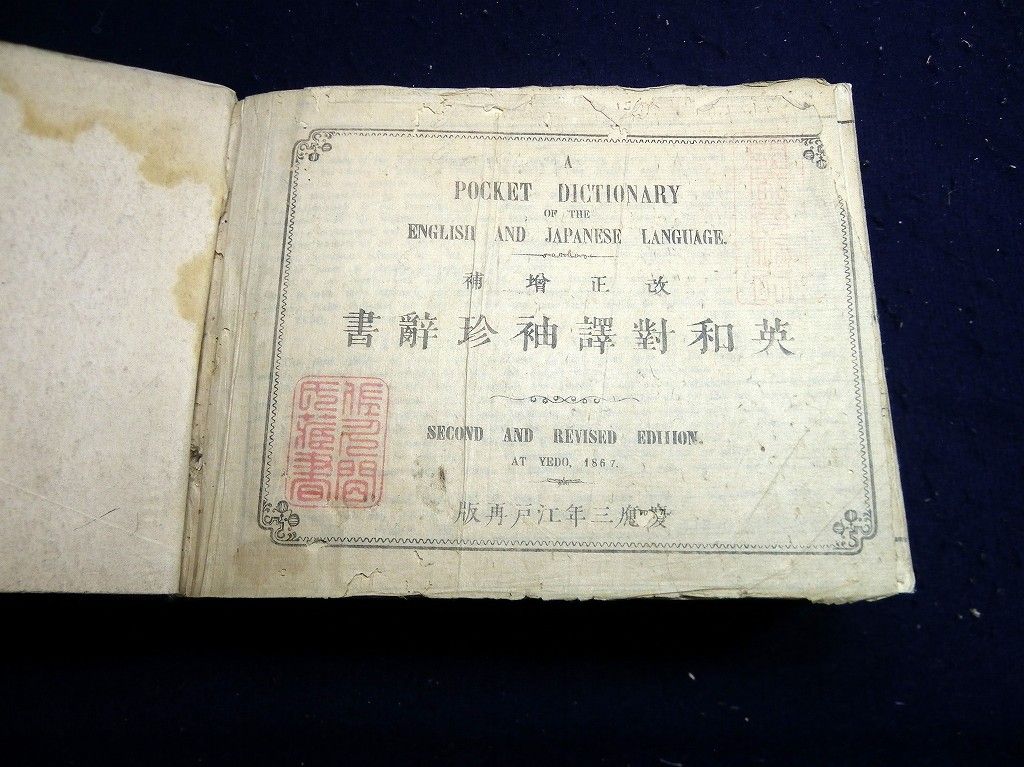 A
POCKET DICTIONARY
OF THE
ENGLISH AND JAPANESE LANGUAGE.
改正增補
英和對譯袖珍辭書
SECOND AND REVISED EDITION.
AT YEDO, 1867.
慶應三年江戸再版